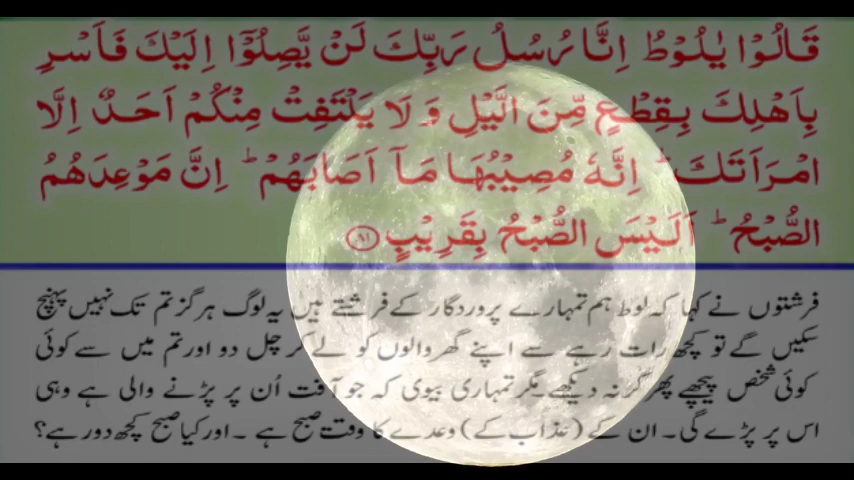 قَالُوۡا يٰلُوۡطُ اِنَّا رُسُلُ رَبِّكَ لَنۡ يَّصِلُوۡۤا اِلَيۡكَ فَاَسۡرِ
بِاَهۡلِكَ بِقِطۡعٍ مِّنَ الَّيۡلِ وَ لَا يَلۡتَفِتۡ مِنۡكُمۡ اَحَدٌ اِلَّا
امۡرَاَتَكَ ؕ اِنَّهٗ مُصِيۡبُهَا مَاۤ اَصَابَهُمۡ ؕ اِنَّ مَوۡعِدَهُمُ
الصُّبۡحُ ؕ اَلَيۡسَ الصُّبۡحُ بِقَرِيۡبٍ ﴿۸۱﴾
فرشتوں نے کہا کہ لوط ہم تمہارے پروردگار کے فرشتے ہیں یہ لوگ ہرگز تم تک نہیں پہنچ
سکیں گے تو کچھ رات رہے سے اپنے گھر والوں کو لے کر چل دو اور تم میں سے کوئی
کوئی شخص پیچھے پھر کر نہ دیکھے۔ مگر تمہاری بیوی کہ جو آفت اُن پر پڑنے والی ہے وہی
اس پر پڑے گی۔ ان کے (عذاب کے) وعدے کا وقت صبح ہے ۔ اور کیا صبح کچھ دور ہے؟